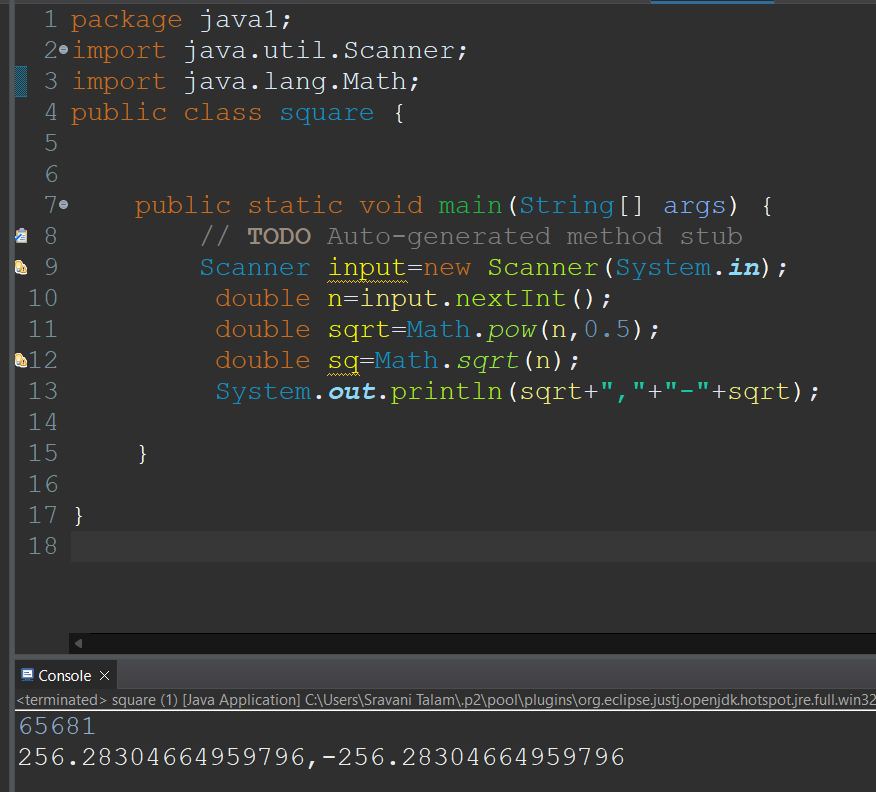 1 package java1;
2 import java.util.Scanner;
3 import java.lang.Math;
4 public class square {
5
6
7 public static void main(String[] args) {
8 // TODO Auto-generated method stub
9 Scanner input=new Scanner(System.in);
10 double n=input.nextInt();
11 double sqrt=Math.pow(n,0.5);
12 double sq=Math.sqrt(n);
13 System.out.println(sqrt+","+"-"+sqrt);
14
15 }
16
17 }
18
Console
<terminated> square (1) [Java Application] C:\Users\Sravani Talam\.p2\pool\plugins\org.eclipse.justj.openjdk.hotspot.jre.full.win32
65681
256.28304664959796,-256.28304664959796